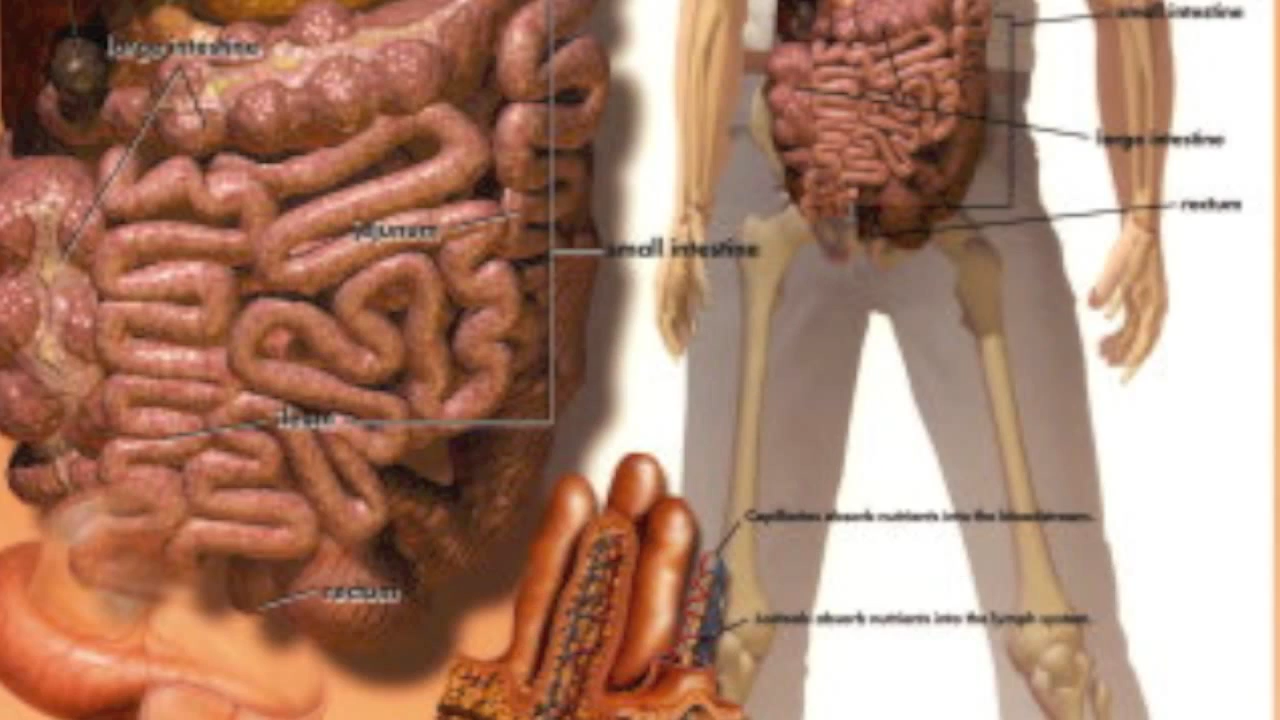 large intestine
small intestine
large intestine
rectum
jejunum
small intestine
ileum
rectum
Capillaries absorb nutrients into the bloodstream.
Lacteals absorb nutrients into the lymph system.